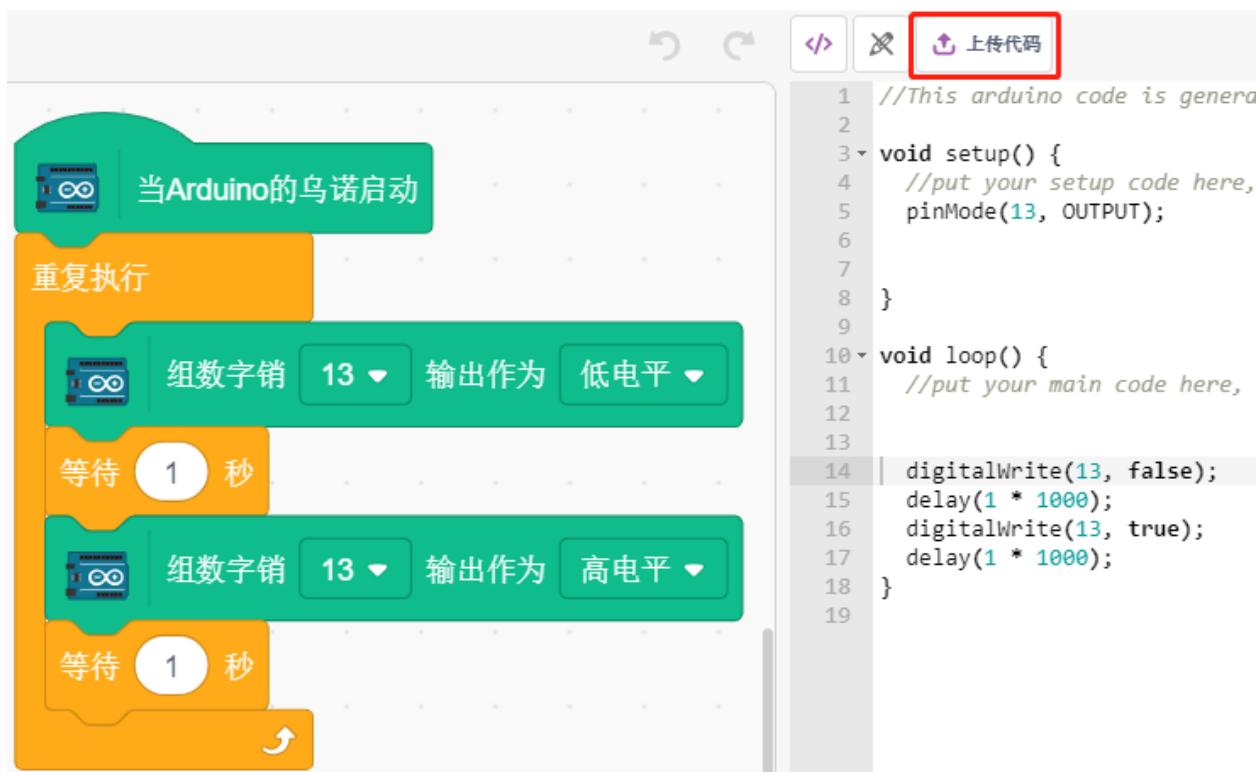 </> 上传代码
当Arduino的乌诺启动
重复执行
组数字销 13 输出作为 低电平
等待 1 秒
组数字销 13 输出作为 高电平
等待 1 秒
1 //This arduino code is genera
2
3 void setup() {
4 //put your setup code here,
5 pinMode(13, OUTPUT);
6
7
8 }
9
10 void loop() {
11 //put your main code here,
12
13
14 digitalWrite(13, false);
15 delay(1 * 1000);
16 digitalWrite(13, true);
17 delay(1 * 1000);
18 }
19